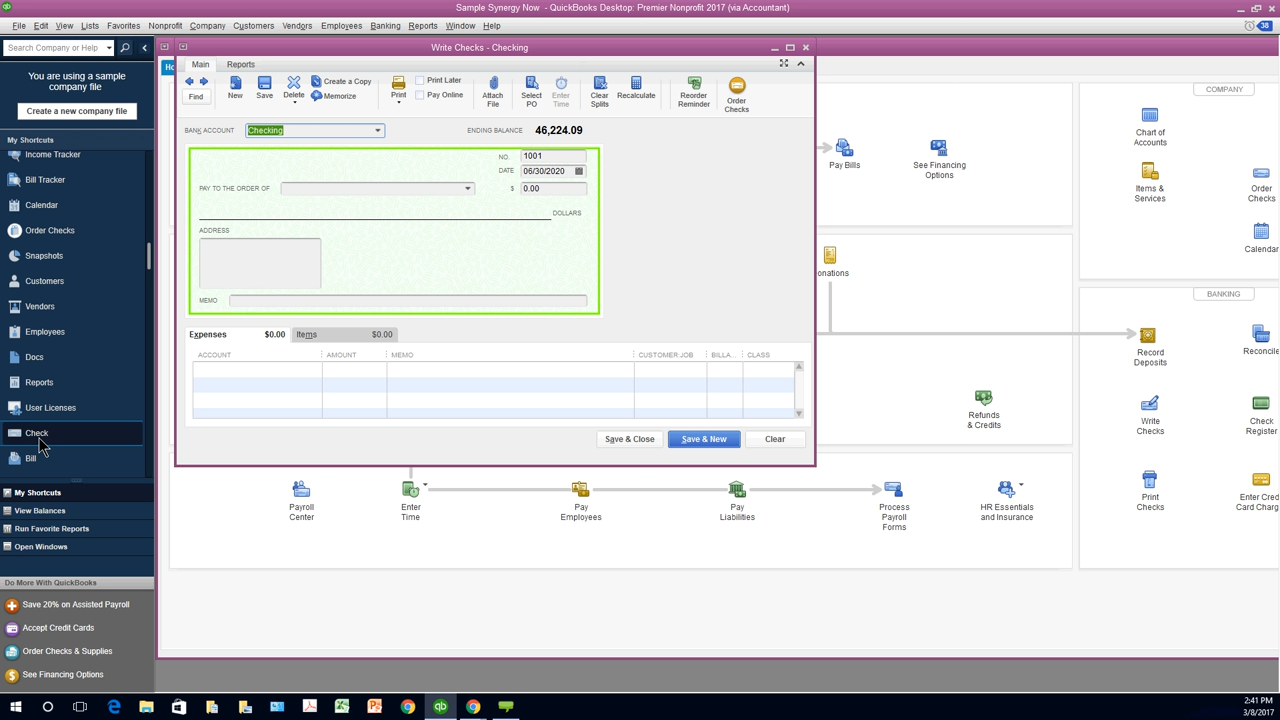 Sample Synergy Now - QuickBooks Desktop: Premier Nonprofit 2017 (via Accountant)
File Edit View Lists Favorites Nonprofit Company Customers Vendors Employees Banking Reports Window Help
38
Search Company or Help
You are using a sample
company file
Create a new company file
My Shortcuts
Income Tracker
Bill Tracker
Calendar
Order Checks
Snapshots
Customers
Vendors
Employees
Docs
Reports
User Licenses
Check
Bill
My Shortcuts
View Balances
Run Favorite Reports
Open Windows
Do More With QuickBooks
Save 20% on Assisted Payroll
Accept Credit Cards
Order Checks & Supplies
See Financing Options
Write Checks - Checking
Main Reports
Find
New
Save
Delete
Create a Copy
Memorize
Print
Print Later
Pay Online
Attach
File
Select
PO
Enter
Time
Clear
Splits
Recalculate
Reorder
Reminder
Order
Checks
BANK ACCOUNT Checking ENDING BALANCE 46,224.09
NO. 1001
DATE 06/30/2020
PAY TO THE ORDER OF $ 0.00
DOLLARS
ADDRESS
MEMO
Expenses $0.00 Items $0.00
ACCOUNT AMOUNT MEMO CUSTOMER:JOB BILLA... CLASS
Save & Close Save & New Clear
Ho
Pay Bills
See Financing
Options
onations
Refunds
& Credits
COMPANY
Chart of
Accounts
Items &
Services
Order
Checks
Calendar
BANKING
Record
Deposits
Reconcile
Write
Checks
Check
Register
Print
Checks
Enter Cred
Card Charg
Payroll
Center
Enter
Time
Pay
Employees
Pay
Liabilities
Process
Payroll
Forms
HR Essentials
and Insurance
2:41 PM
3/8/2017